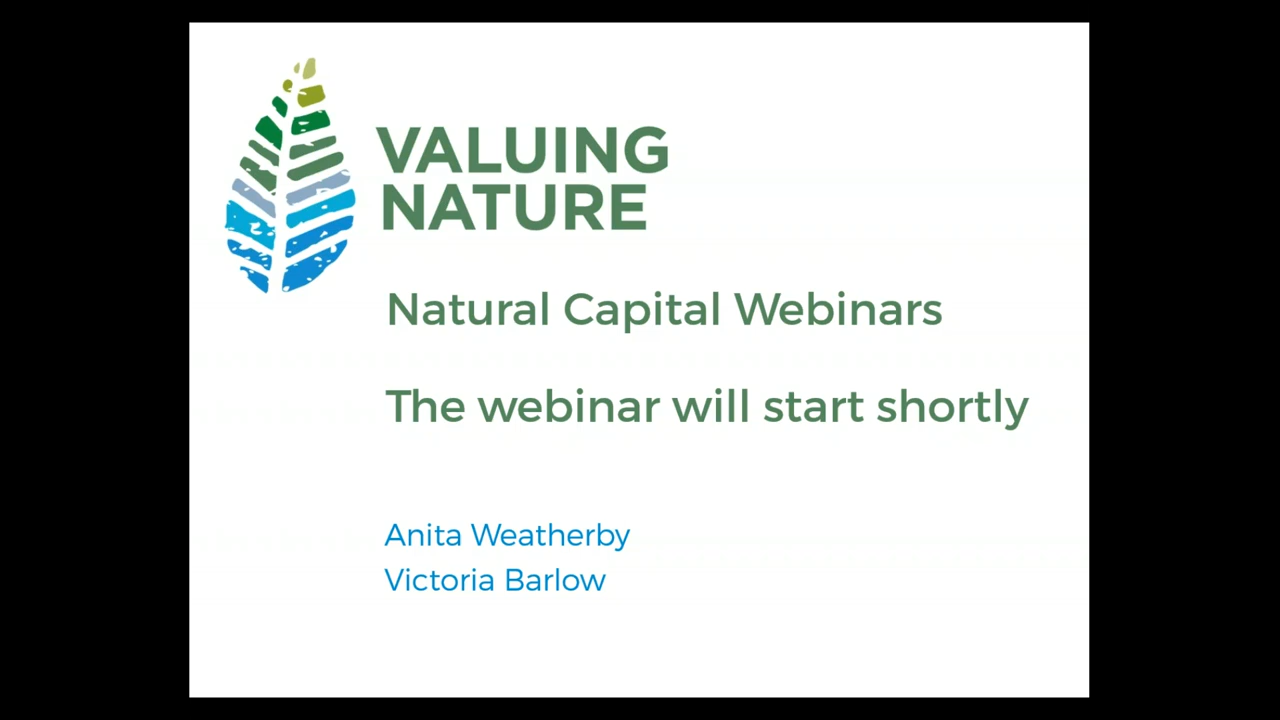 VALUING
NATURE
Natural Capital Webinars
The webinar will start shortly
Anita Weatherby
Victoria Barlow